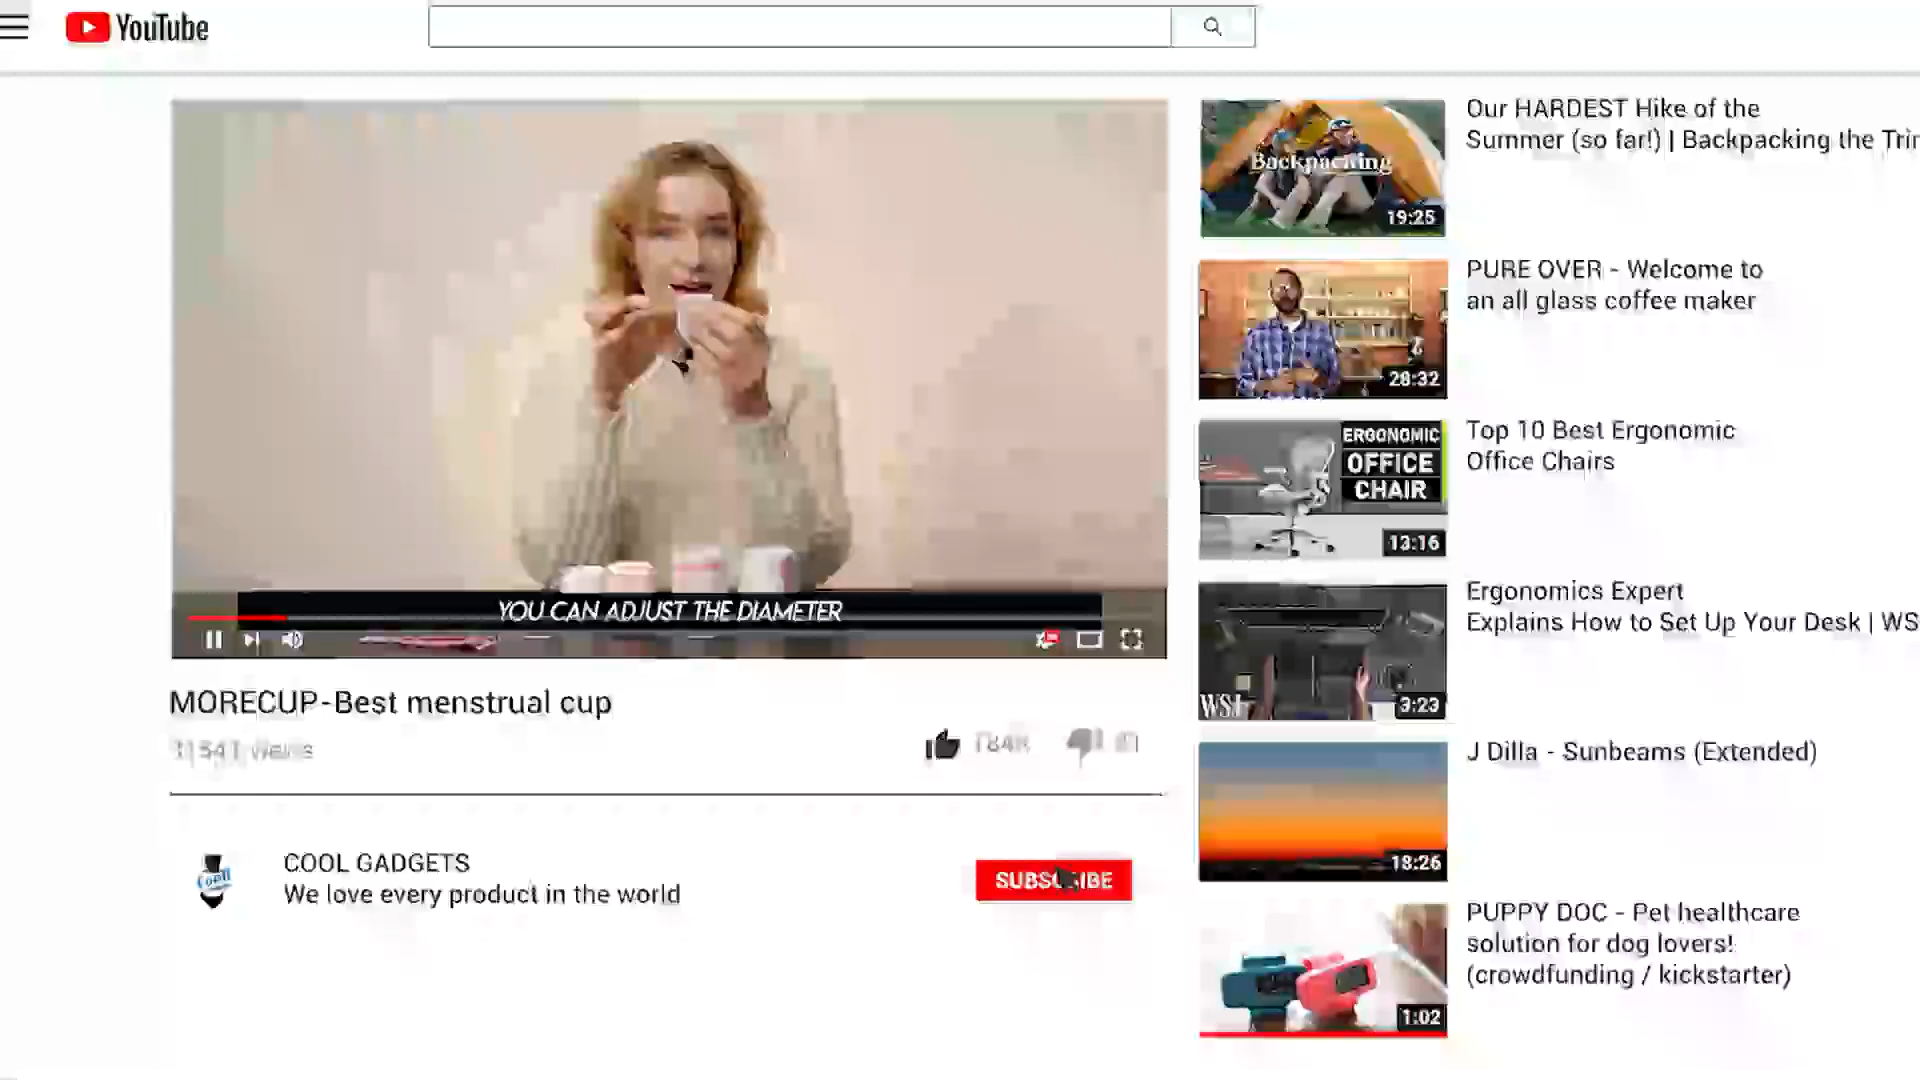 YouTube
YOU CAN ADJUST THE DIAMETER
MORECUP-Best menstrual cup
COOL GADGETS
We love every product in the world
SUBSCRIBE
Backpacking
19:25
Our HARDEST Hike of the
Summer (so far!) | Backpacking the Tri
28:32
PURE OVER - Welcome to
an all glass coffee maker
ERGONOMIC
OFFICE
CHAIR
13:16
Top 10 Best Ergonomic
Office Chairs
WSJ
3:23
Ergonomics Expert
Explains How to Set Up Your Desk | WS
18:26
J Dilla - Sunbeams (Extended)
1:02
PUPPY DOC - Pet healthcare
solution for dog lovers!
(crowdfunding / kickstarter)